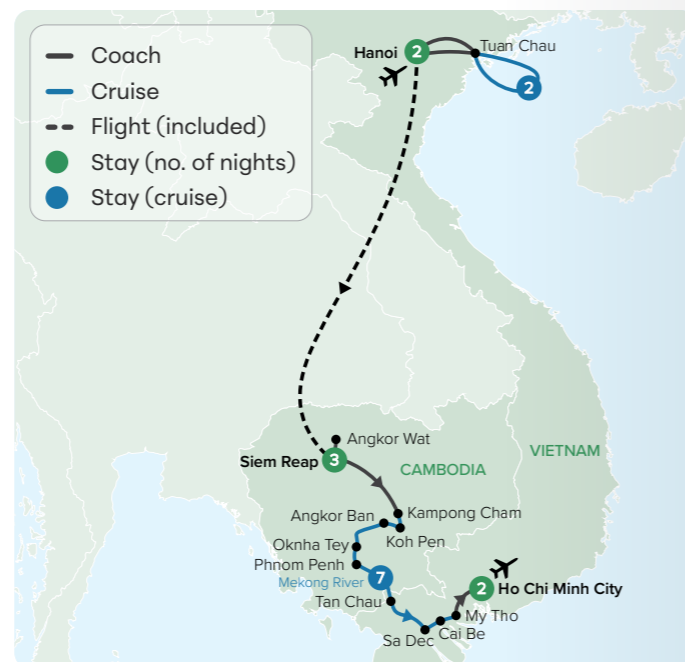 Coach
Cruise
Flight (included)
Stay (no. of nights)
Stay (cruise)
Hanoi
2
Tuan Chau
2
Angkor Wat
Siem Reap
3
CAMBODIA
VIETNAM
Kampong Cham
Angkor Ban
Koh Pen
Oknha Tey
Phnom Penh
Mekong River
7
2
Ho Chi Minh City
Tan Chau
My Tho
Cai Be
Sa Dec